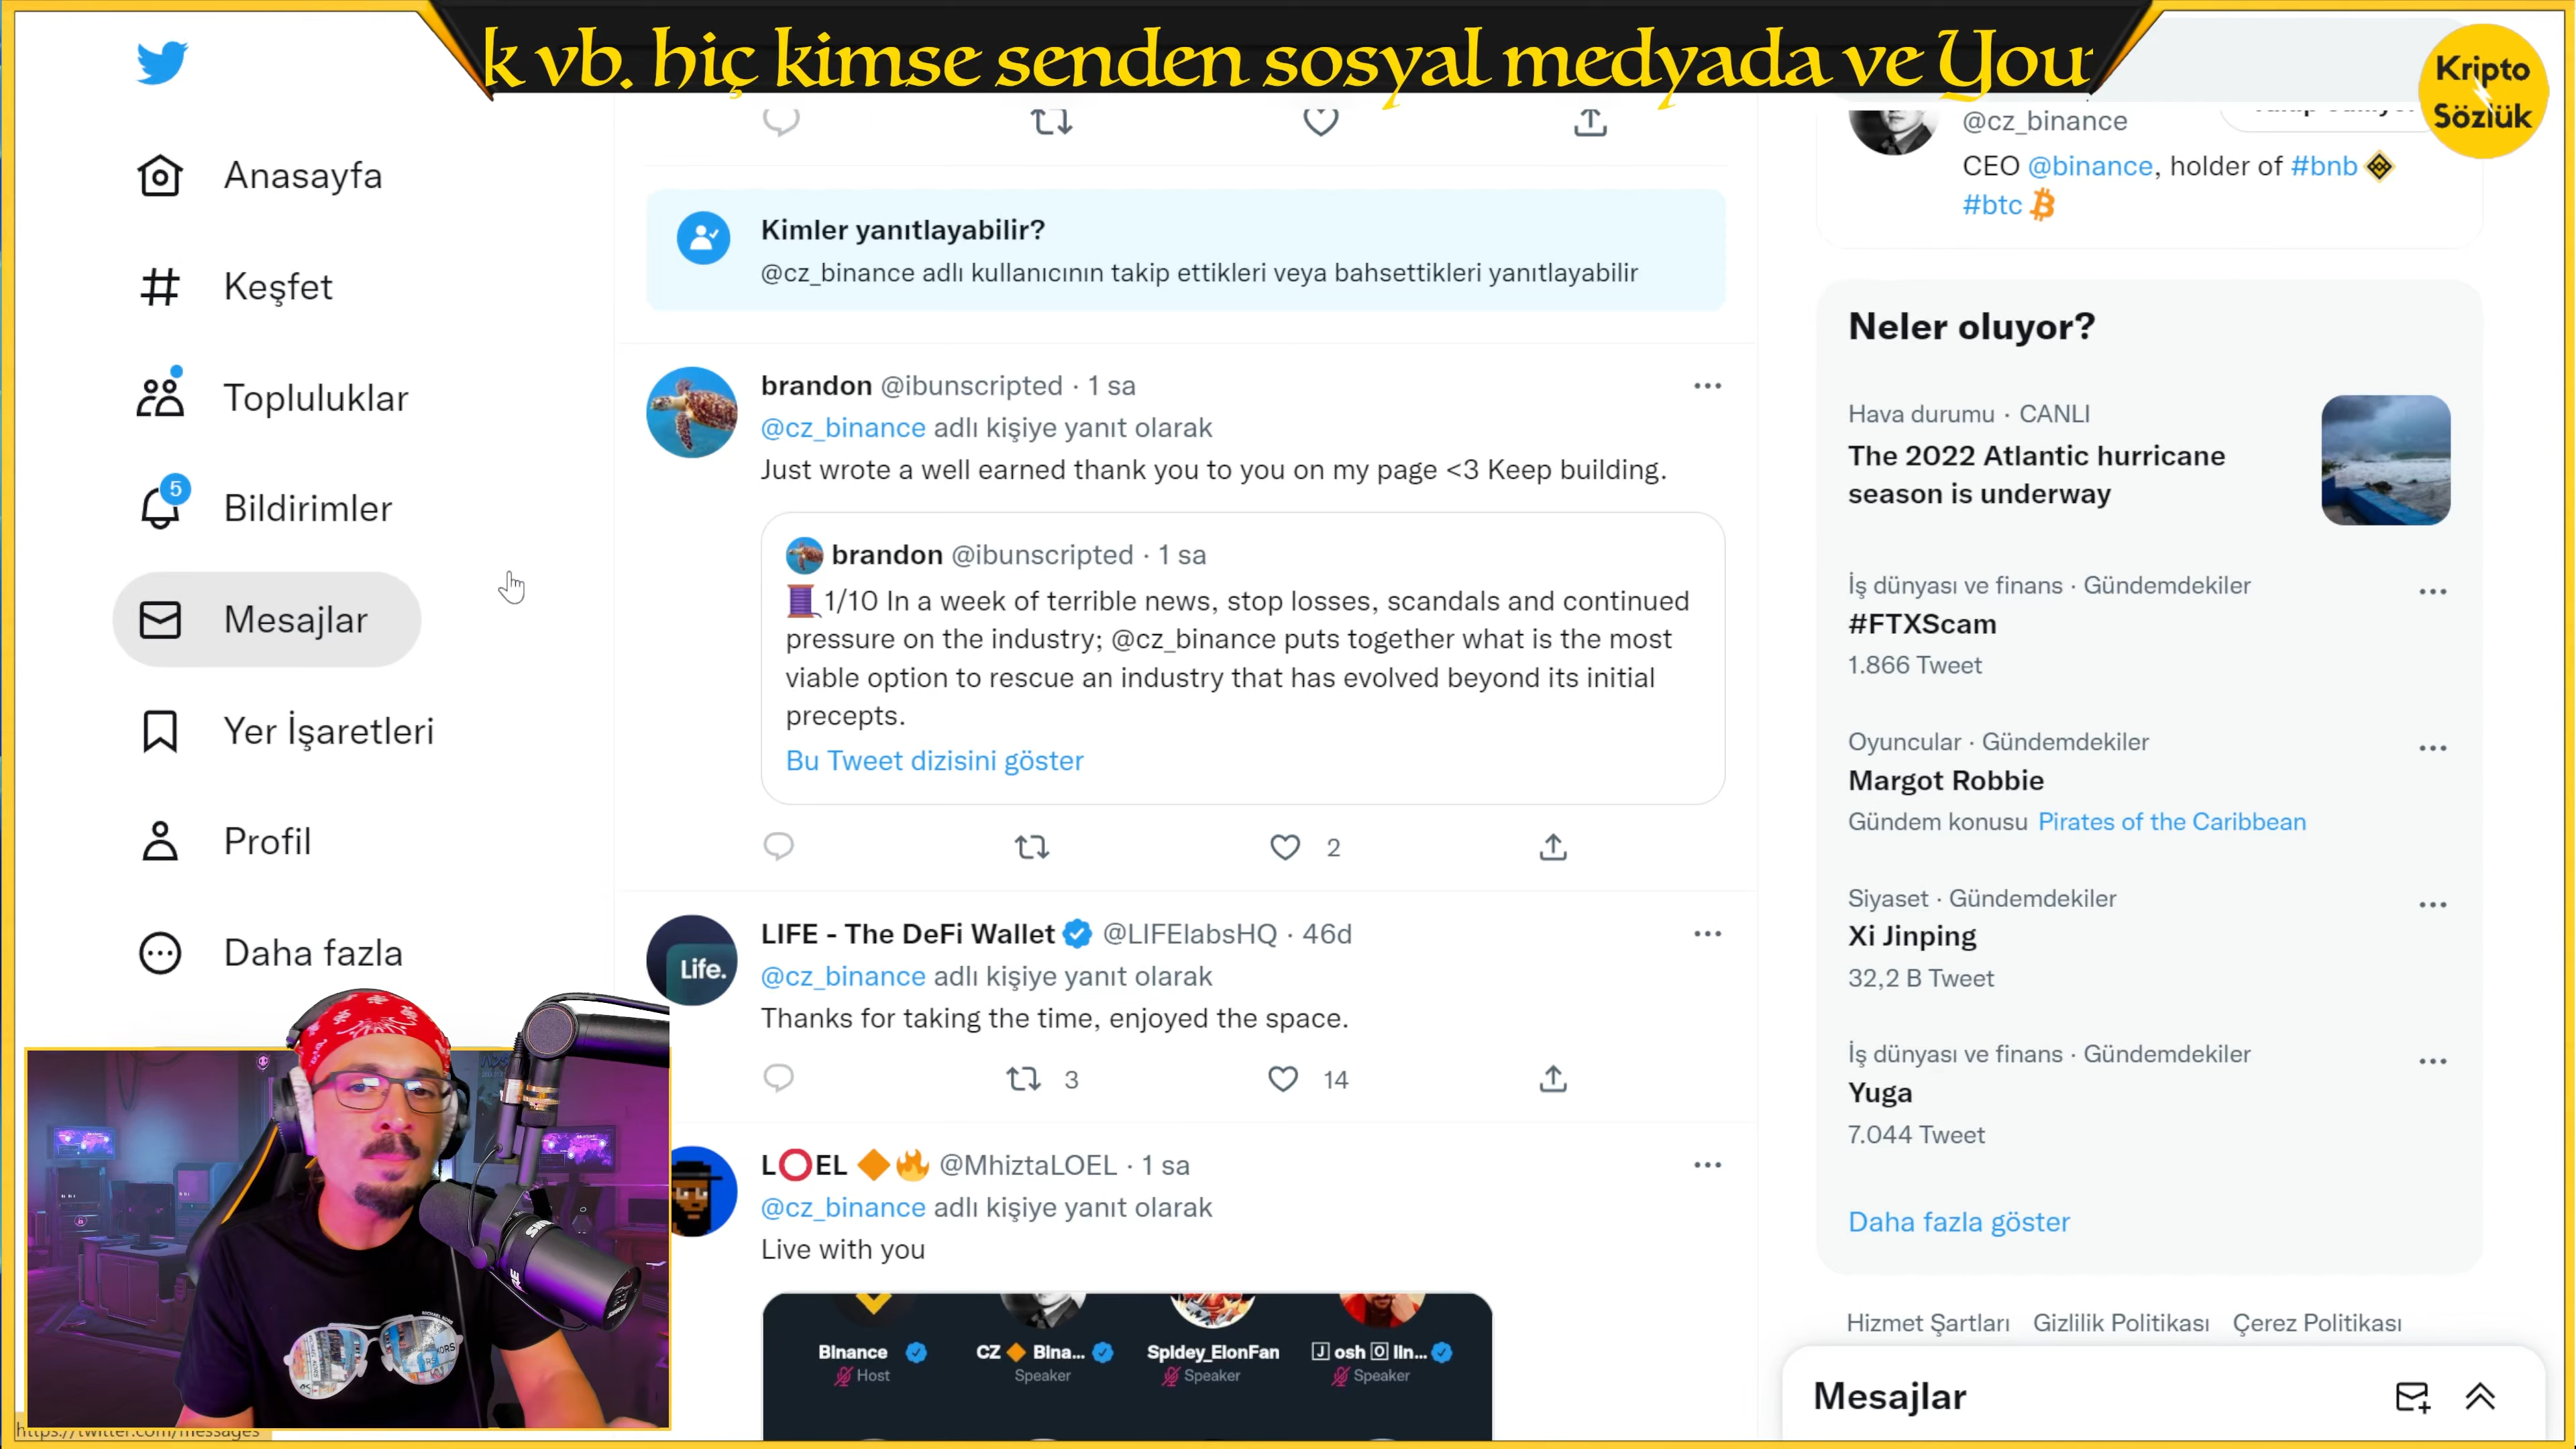 k vb. hiç kimse senden sosyal medyada ve You
Kripto
Sözlük
Anasayfa
Keşfet
Topluluklar
5
Bildirimler
Mesajlar
Yer İşaretleri
Profil
Daha fazla
Kimler yanıtlayabilir?
@cz_binance adlı kullanıcının takip ettikleri veya bahsettikleri yanıtlayabilir
brandon @ibunscripted · 1 sa
@cz_binance adlı kişiye yanıt olarak
Just wrote a well earned thank you to you on my page <3 Keep building.
brandon @ibunscripted · 1 sa
1/10 In a week of terrible news, stop losses, scandals and continued
pressure on the industry; @cz_binance puts together what is the most
viable option to rescue an industry that has evolved beyond its initial
precepts.
Bu Tweet dizisini göster
2
Life.
LIFE - The DeFi Wallet @LIFElabsHQ · 46d
@cz_binance adlı kişiye yanıt olarak
Thanks for taking the time, enjoyed the space.
3 14
L⭕EL 🔶🔥 @MhiztaLOEL · 1 sa
@cz_binance adlı kişiye yanıt olarak
Live with you
Binance CZ 🔶 Bina... Spidey_ElonFan 🄹osh 🄾lin...
Host Speaker Speaker Speaker
@cz_binance
CEO @binance, holder of #bnb
#btc
Neler oluyor?
Hava durumu · CANLI
The 2022 Atlantic hurricane
season is underway
İş dünyası ve finans · Gündemdekiler
#FTXScam
1.866 Tweet
Oyuncular · Gündemdekiler
Margot Robbie
Gündem konusu Pirates of the Caribbean
Siyaset · Gündemdekiler
Xi Jinping
32,2 B Tweet
İş dünyası ve finans · Gündemdekiler
Yuga
7.044 Tweet
Daha fazla göster
Hizmet Şartları Gizlilik Politikası Çerez Politikası
Mesajlar
https://twitter.com/messages